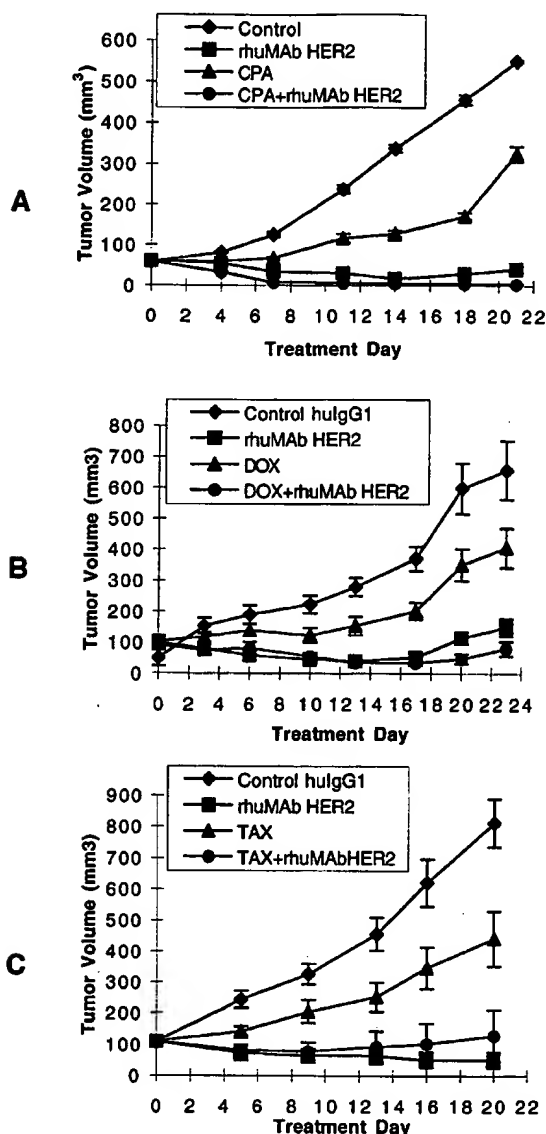 A
Control
rhuMAb HER2
CPA
CPA+rhuMAb HER2
Tumor Volume (mm3)
600
500
400
300
200
100
0
0 2 4 6 8 10 12 14 16 18 20 22
Treatment Day
B
Control huIgG1
rhuMAb HER2
DOX
DOX+rhuMAb HER2
Tumor Volume (mm3)
800
700
600
500
400
300
200
100
0
0 2 4 6 8 10 12 14 16 18 20 22 24
Treatment Day
C
Control huIgG1
rhuMAb HER2
TAX
TAX+rhuMAbHER2
Tumor Volume (mm3)
900
800
700
600
500
400
300
200
100
0
0 2 4 6 8 10 12 14 16 18 20 22
Treatment Day